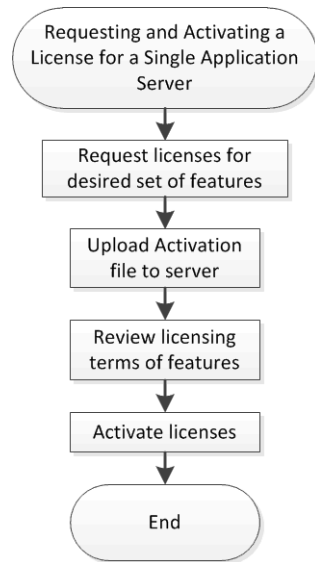 Requesting and Activating a
License for a Single Application
Server
Request licenses for
desired set of features
Upload Activation
file to server
Review licensing
terms of features
Activate licenses
End